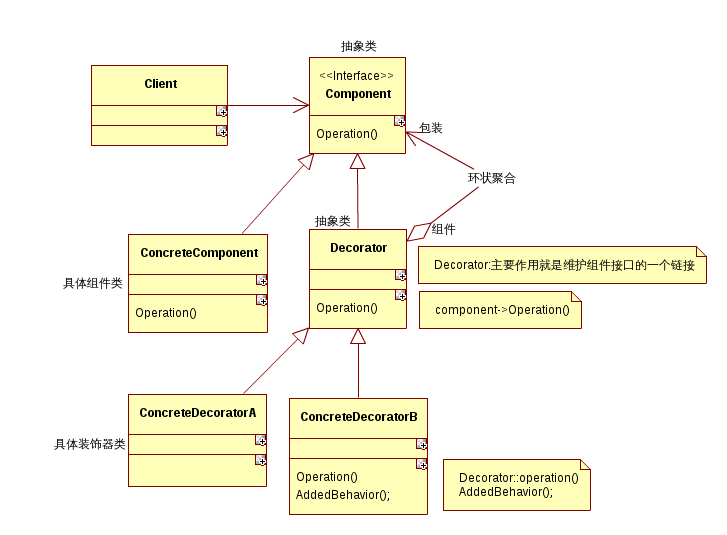 抽象类
<<Interface>>
Component
Operation()
Client
包装
环状聚合
组件
抽象类
Decorator
Operation()
ConcreteComponent
Operation()
具体组件类
Decorator:主要作用就是维护组件接口的一个链接
component->Operation()
ConcreteDecoratorA
具体装饰器类
ConcreteDecoratorB
Operation()
AddedBehavior();
Decorator::operation()
AddedBehavior();